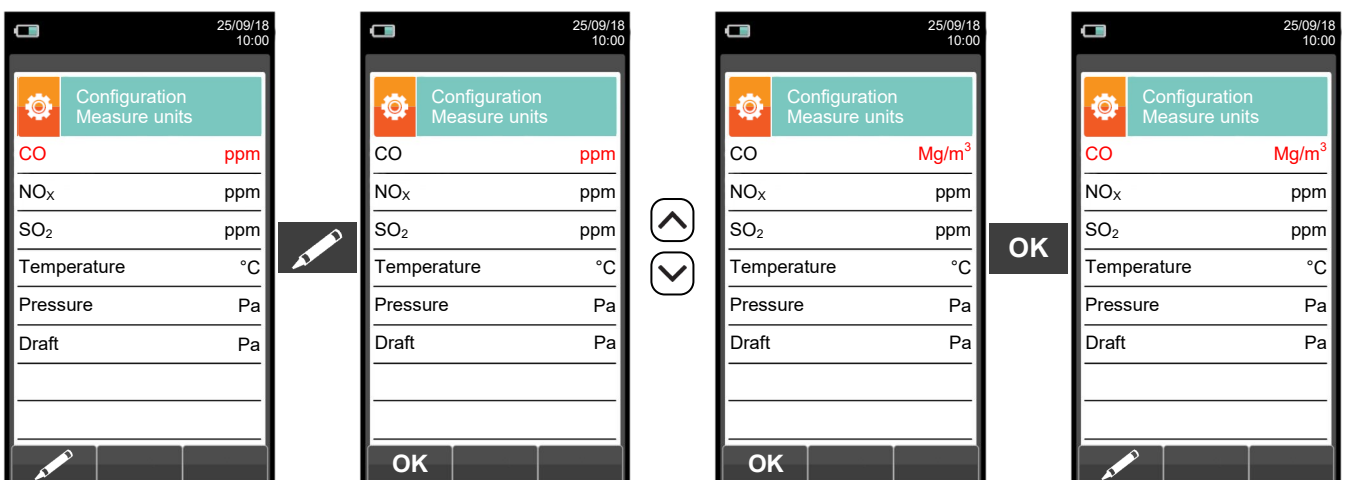 25/09/18
10:00
Configuration
Measure units
CO ppm
NOX ppm
SO2 ppm
Temperature °C
Pressure Pa
Draft Pa
25/09/18
10:00
Configuration
Measure units
CO ppm
NOX ppm
SO2 ppm
Temperature °C
Pressure Pa
Draft Pa
OK
25/09/18
10:00
Configuration
Measure units
CO Mg/m³
NOX ppm
SO2 ppm
Temperature °C
Pressure Pa
Draft Pa
OK
OK
25/09/18
10:00
Configuration
Measure units
CO Mg/m³
NOX ppm
SO2 ppm
Temperature °C
Pressure Pa
Draft Pa